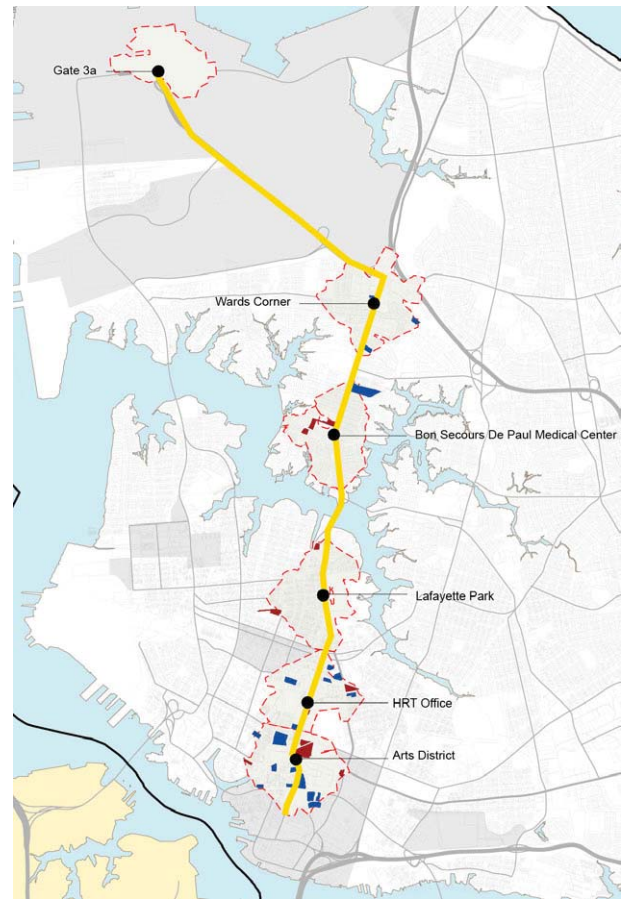 Gate 3a
Wards Corner
Bon Secours De Paul Medical Center
Lafayette Park
HRT Office
Arts District